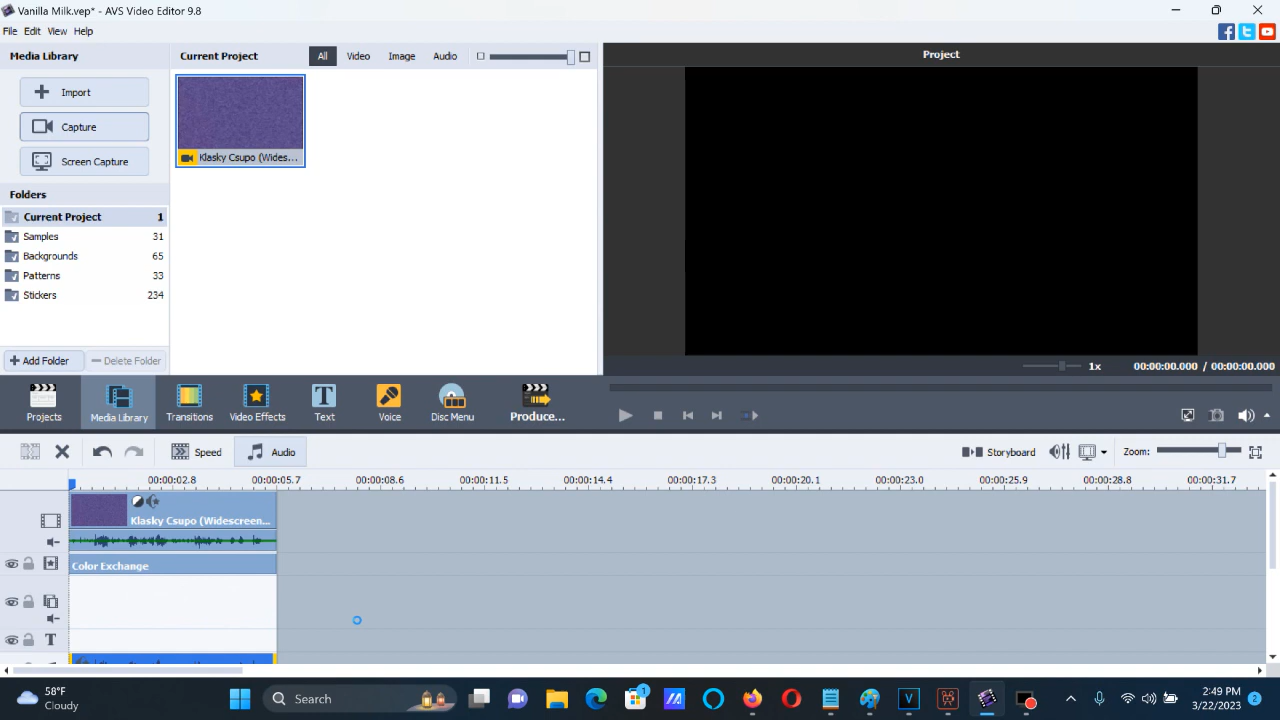 Vanilla Milk.vep* - AVS Video Editor 9.8
File Edit View Help
Media Library
Current Project
All
Video
Image
Audio
Project
Import
Capture
Screen Capture
Klasky Csupo (Wides...
Folders
Current Project 1
Samples 31
Backgrounds 65
Patterns 33
Stickers 234
Add Folder
Delete Folder
1x
00:00:00.000 / 00:00:00.000
Projects
Media Library
Transitions
Video Effects
Text
Voice
Disc Menu
Produce...
Speed
Audio
Storyboard
Zoom:
00:00:02.8 00:00:05.7 00:00:08.6 00:00:11.5 00:00:14.4 00:00:17.3 00:00:20.1 00:00:23.0 00:00:25.9 00:00:28.8 00:00:31.7
Klasky Csupo (Widescreen...
Color Exchange
T
58°F
Cloudy
Search
1
V
2:49 PM
3/22/2023
2